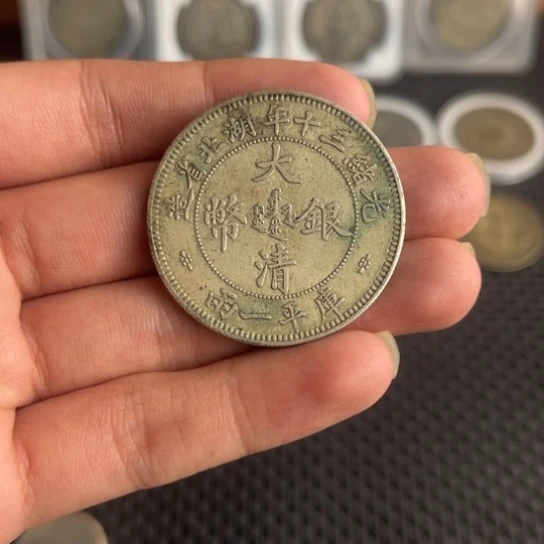 光緒三十年湖北省造
大清銀幣
庫平一兩